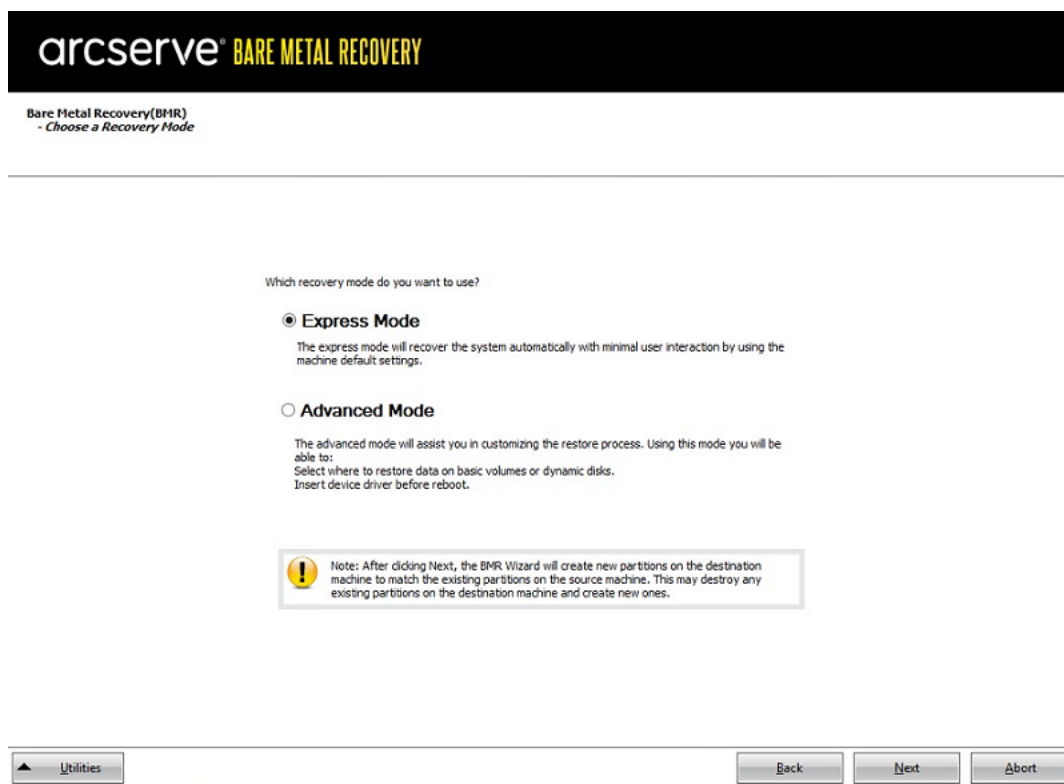 arcserve® BARE METAL RECOVERY
Bare Metal Recovery(BMR)
- Choose a Recovery Mode
Which recovery mode do you want to use?
Express Mode
The express mode will recover the system automatically with minimal user interaction by using the
machine default settings.
Advanced Mode
The advanced mode will assist you in customizing the restore process. Using this mode you will be
able to:
Select where to restore data on basic volumes or dynamic disks.
Insert device driver before reboot.
Note: After clicking Next, the BMR Wizard will create new partitions on the destination
machine to match the existing partitions on the source machine. This may destroy any
existing partitions on the destination machine and create new ones.
Utilities
Back
Next
Abort